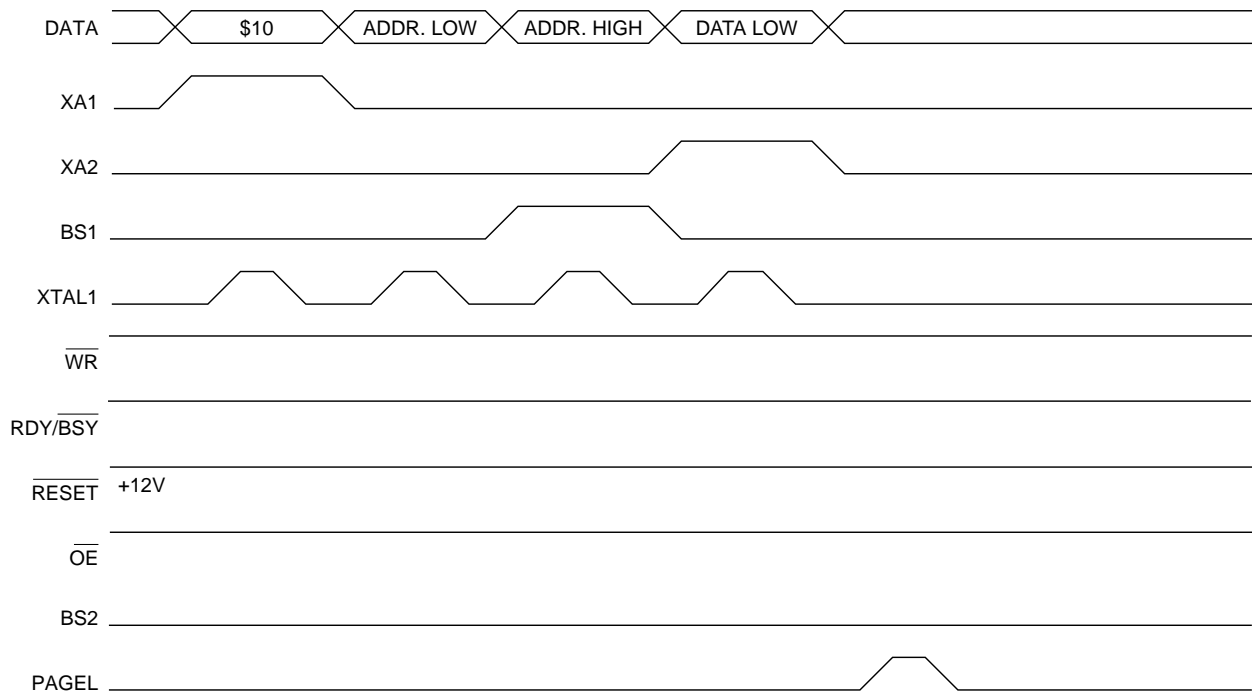 DATA $10 ADDR. LOW ADDR. HIGH DATA LOW
XA1
XA2
BS1
XTAL1
WR
RDY/BSY
RESET +12V
OE
BS2
PAGEL